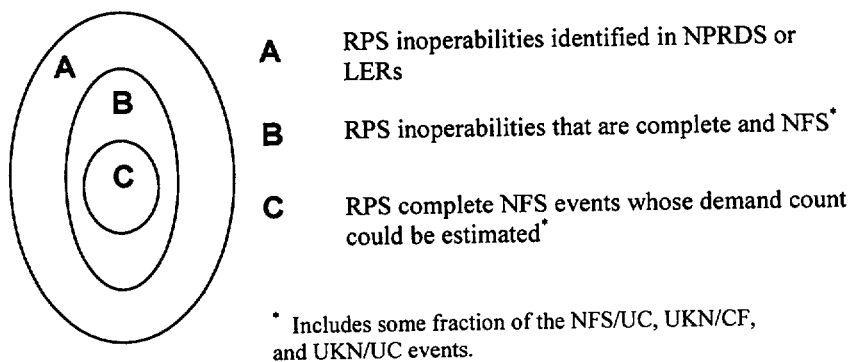 A
B
C
A RPS inoperabilities identified in NPRDS or
LERs
B RPS inoperabilities that are complete and NFS*
C RPS complete NFS events whose demand count
could be estimated*
* Includes some fraction of the NFS/UC, UKN/CF,
and UKN/UC events.